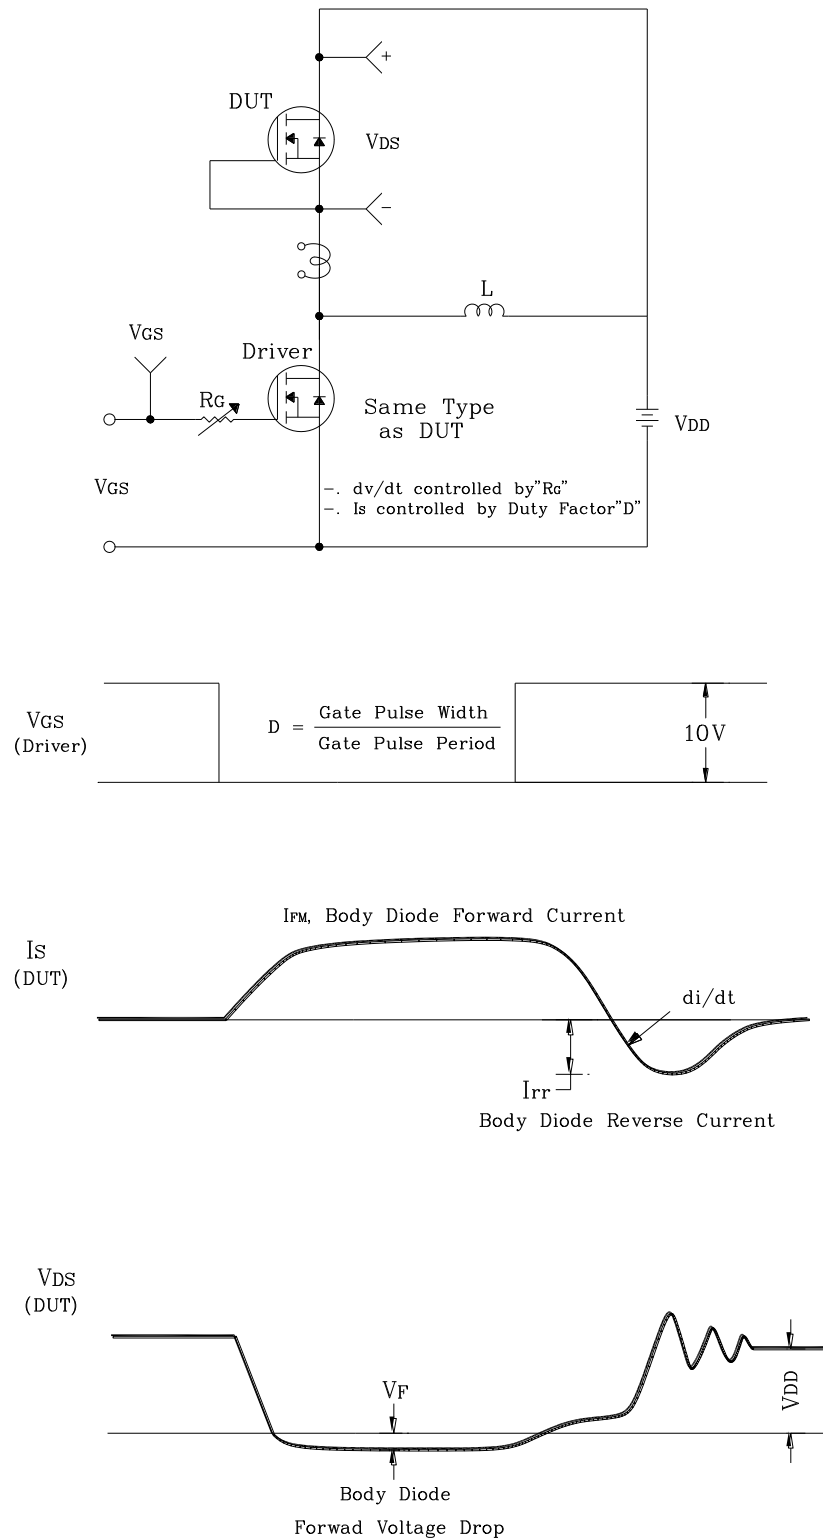 +
DUT
VDS
-
L
VGS
Driver
RG
Same Type
as DUT
VDD
VGS
-. dv/dt controlled by"RG"
-. IS controlled by Duty Factor"D"
VGS
(Driver)
D = Gate Pulse Width
Gate Pulse Period
10V
IFM, Body Diode Forward Current
IS
(DUT)
di/dt
Irr
Body Diode Reverse Current
VDS
(DUT)
VF
VDD
Body Diode
Forwad Voltage Drop